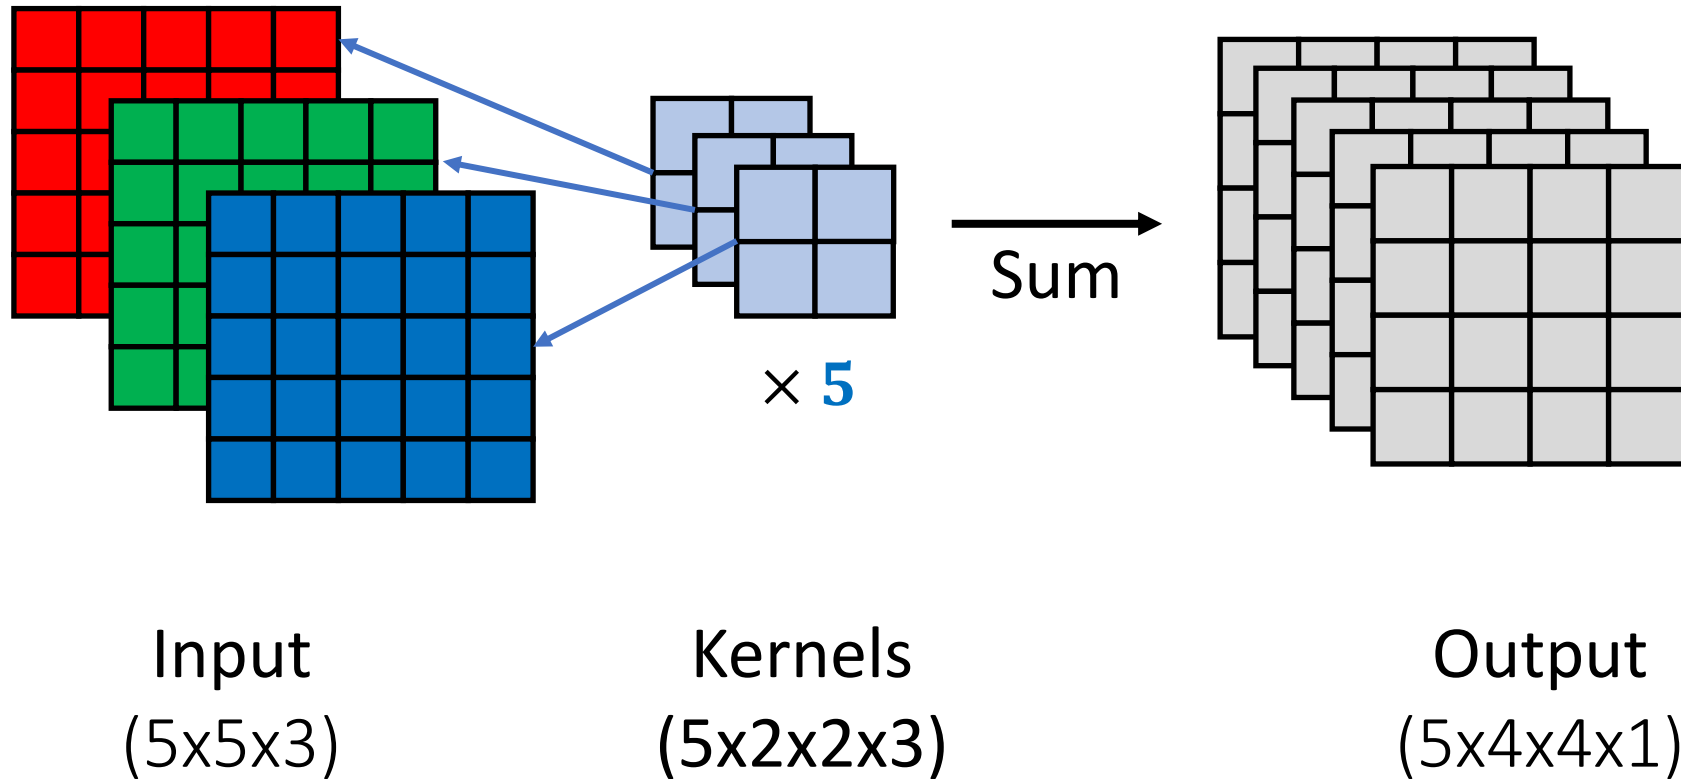 Sum
× 5
Input
(5x5x3)
Kernels
(5x2x2x3)
Output
(5x4x4x1)